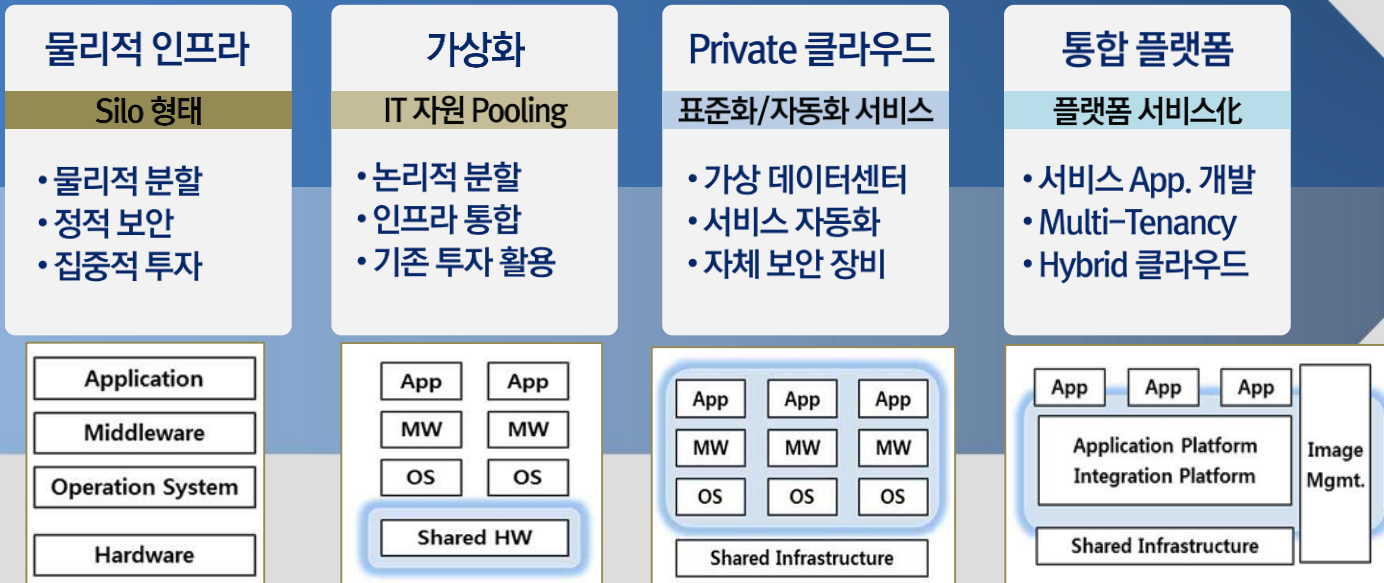 물리적 인프라
Silo 형태
• 물리적 분할
• 정적 보안
• 집중적 투자
가상화
IT 자원 Pooling
• 논리적 분할
• 인프라 통합
• 기존 투자 활용
Private 클라우드
표준화/자동화 서비스
• 가상 데이터센터
• 서비스 자동화
• 자체 보안 장비
통합 플랫폼
플랫폼 서비스化
• 서비스 App. 개발
• Multi-Tenancy
• Hybrid 클라우드
Application
Middleware
Operation System
Hardware
App App
MW MW
OS OS
Shared HW
App App App
MW MW MW
OS OS OS
Shared Infrastructure
App App App
Application Platform
Integration Platform
Shared Infrastructure
Image
Mgmt.